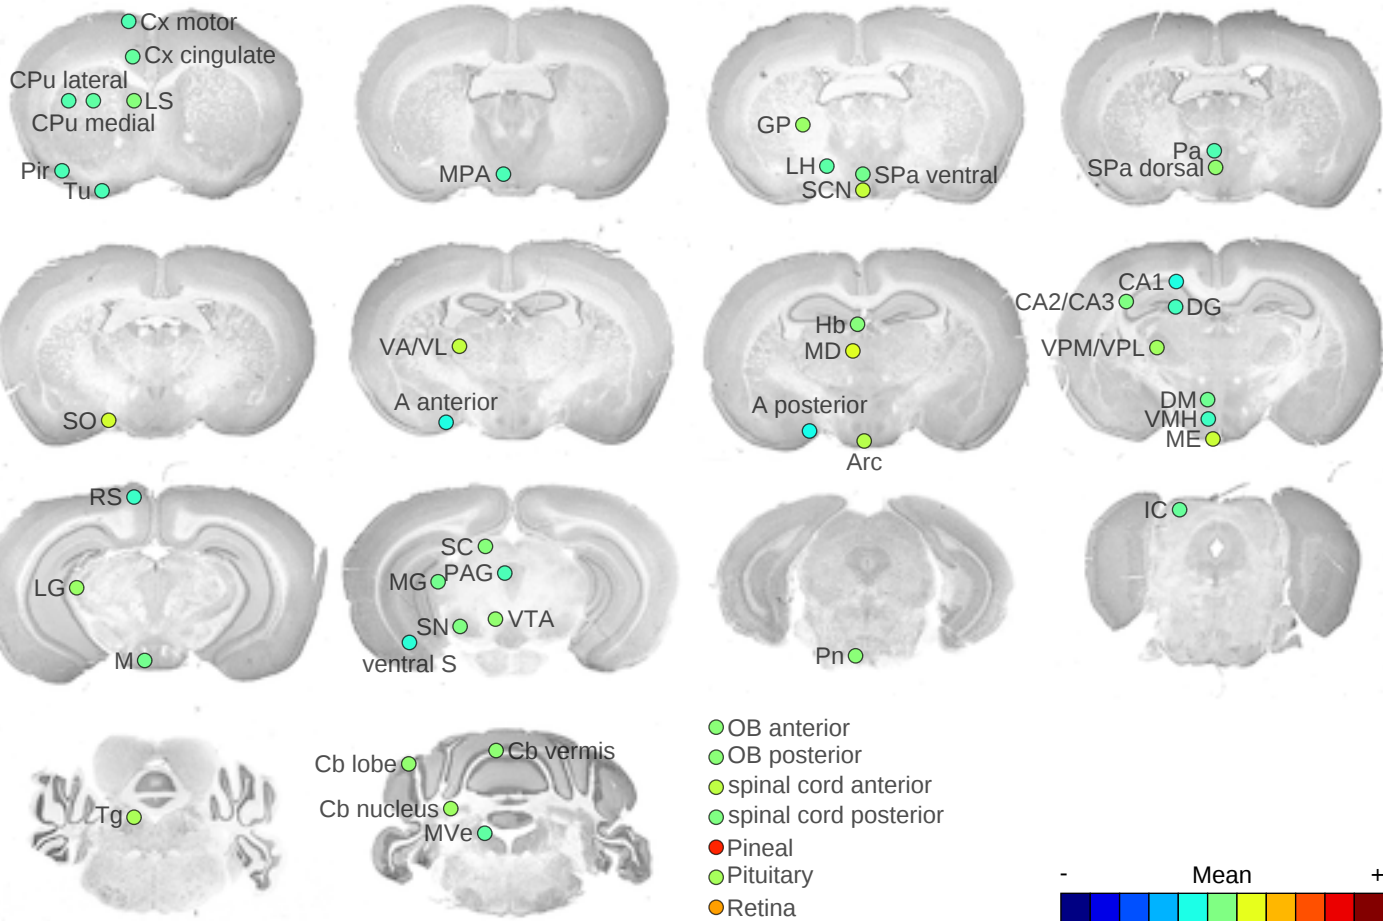 Cx motor
Cx cingulate
CPu lateral
LS
CPu medial
Pir
Tu
MPA
GP
LH
SPa ventral
SCN
Pa
SPa dorsal
SO
VA/VL
A anterior
Hb
MD
A posterior
Arc
CA1
CA2/CA3
DG
VPM/VPL
DM
VMH
ME
RS
LG
M
SC
PAG
MG
VTA
SN
ventral S
Pn
IC
Tg
Cb vermis
Cb lobe
Cb nucleus
MVe
OB anterior
OB posterior
spinal cord anterior
spinal cord posterior
Pineal
Pituitary
Retina
- Mean +